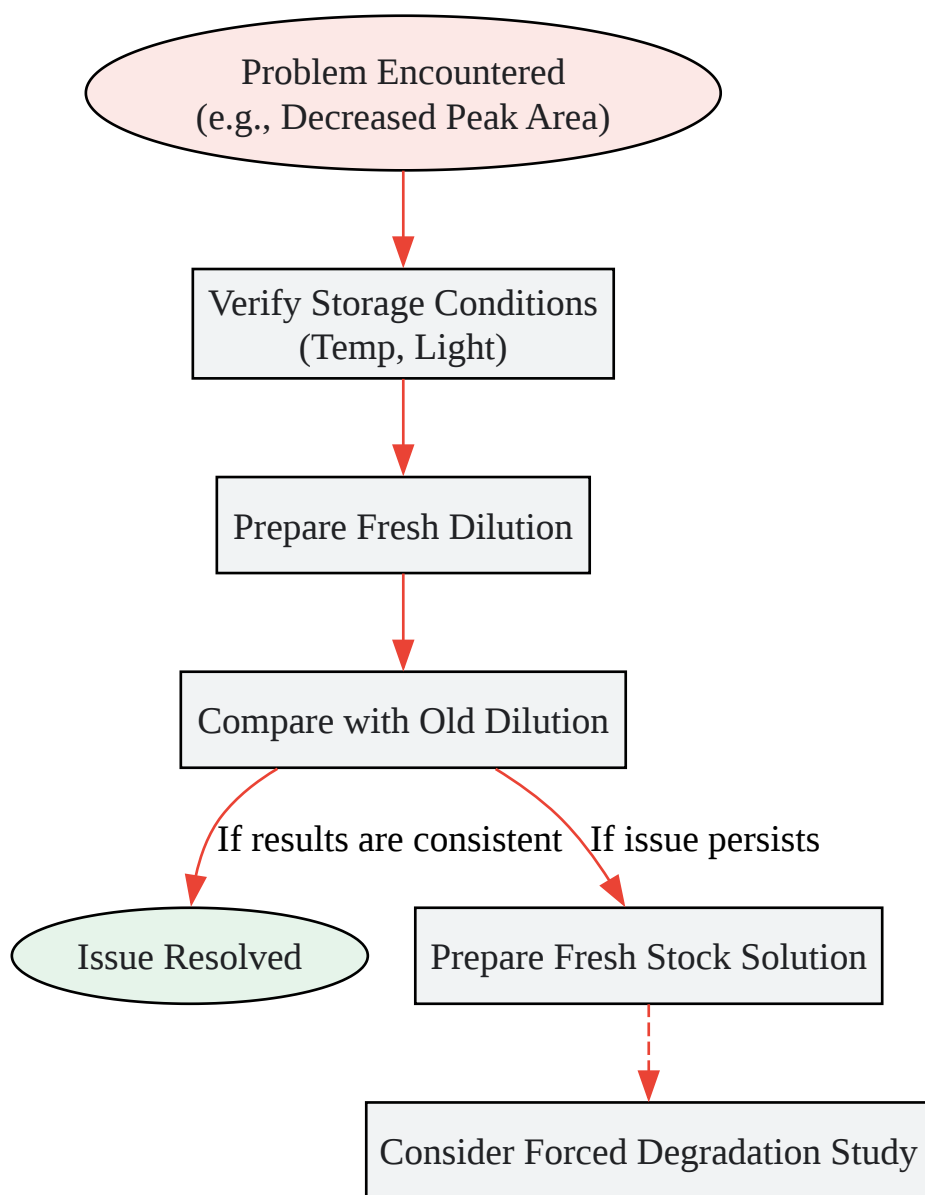 Problem Encountered
(e.g., Decreased Peak Area)
Verify Storage Conditions
(Temp, Light)
Prepare Fresh Dilution
Compare with Old Dilution
If results are consistent
If issue persists
Issue Resolved
Prepare Fresh Stock Solution
Consider Forced Degradation Study